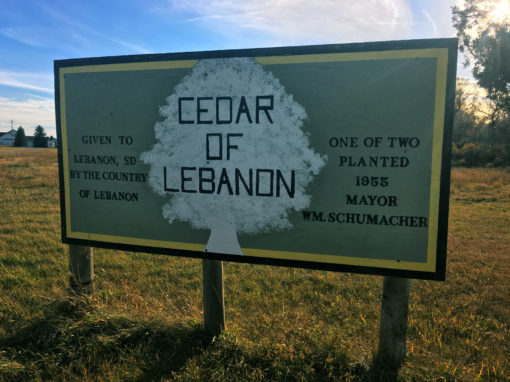 CEDAR
OF
LEBANON
GIVEN TO
LEBANON, SD
BY THE COUNTRY
OF LEBANON
ONE OF TWO
PLANTED
1955
MAYOR
WM. SCHUMACHER